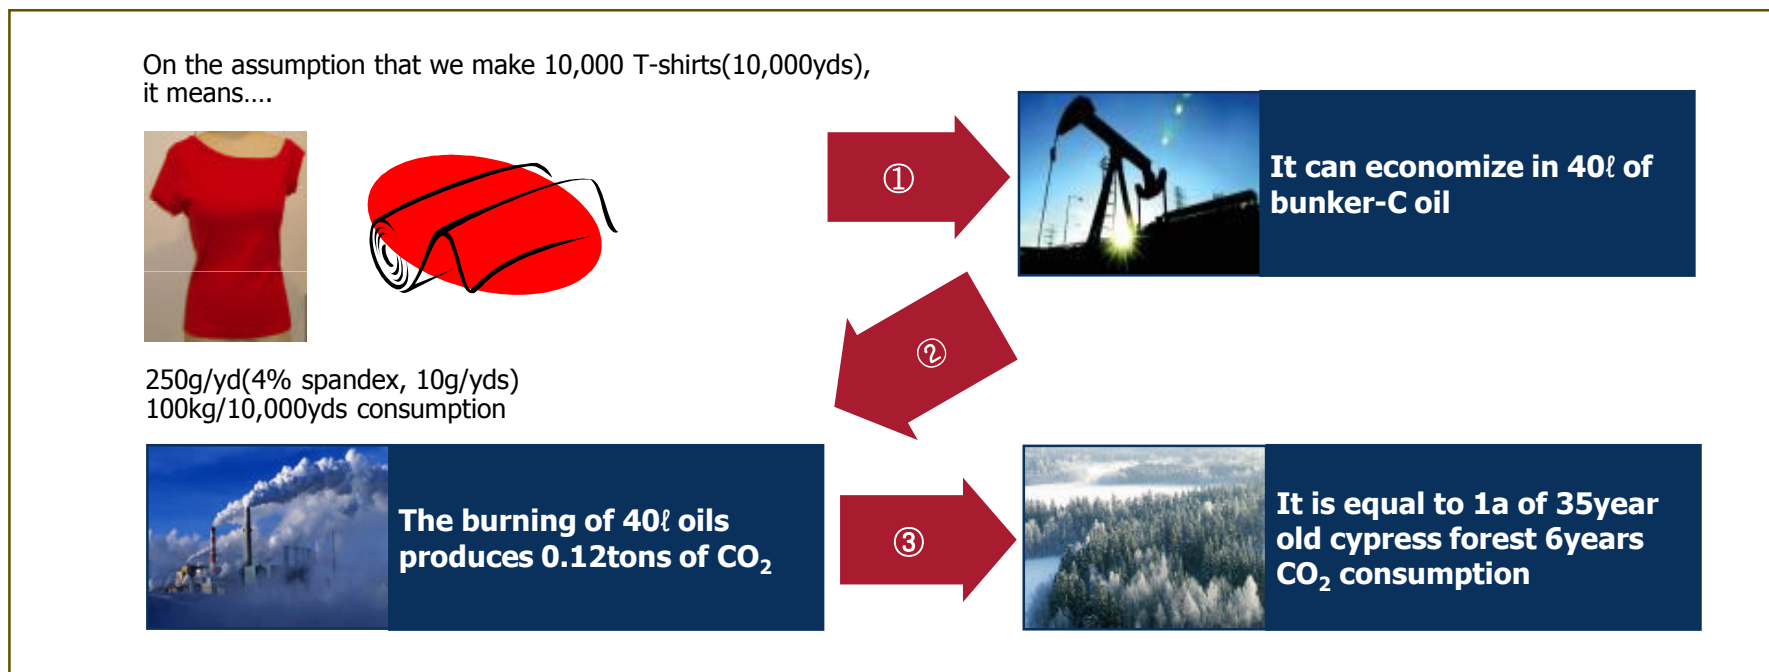 On the assumption that we make 10,000 T-shirts(10,000yds),
it means....
①
It can economize in 40ℓ of
bunker-C oil
②
250g/yd(4% spandex, 10g/yds)
100kg/10,000yds consumption
The burning of 40ℓ oils
produces 0.12tons of CO₂
③
It is equal to 1a of 35year
old cypress forest 6years
CO₂ consumption